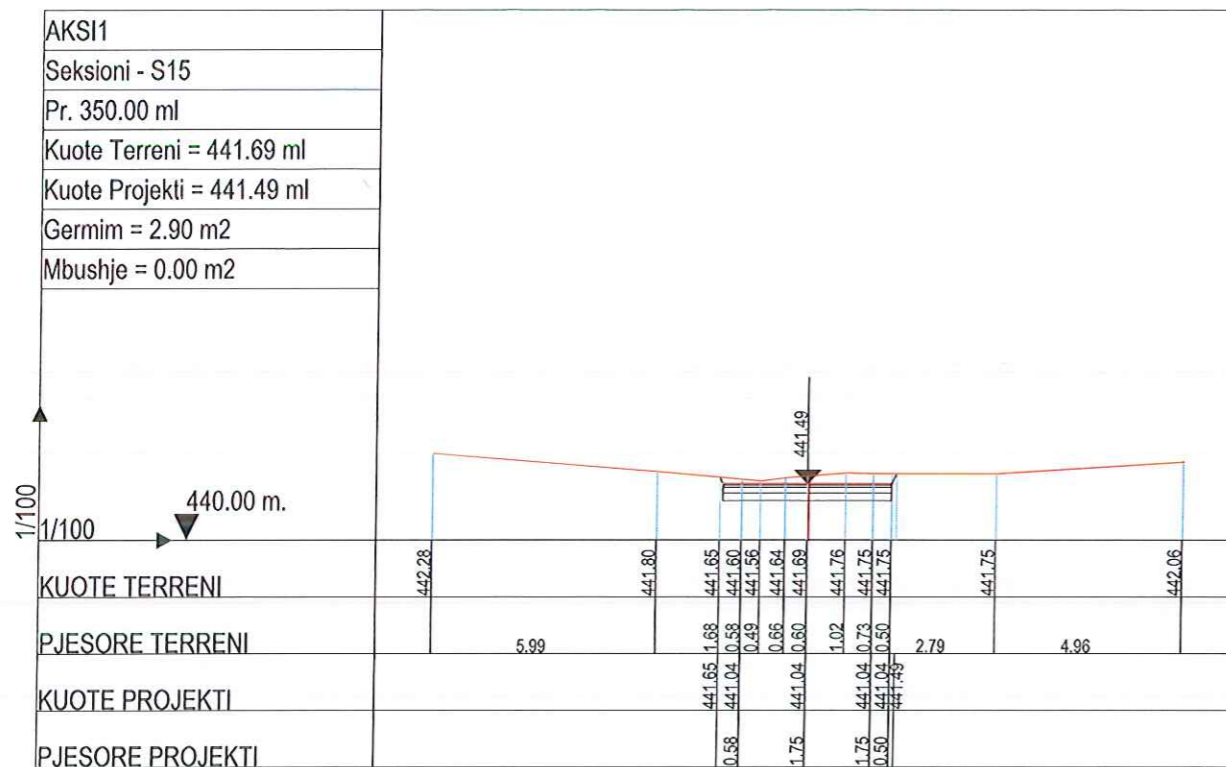 AKSI1
Seksioni - S15
Pr. 350.00 ml
Kuote Terreni = 441.69 ml
Kuote Projekti = 441.49 ml
Germim = 2.90 m2
Mbushje = 0.00 m2
441.49
1/100
440.00 m.
1/100
KUOTE TERRENI 442.28 441.80 441.65 441.60 441.56 441.64 441.69 441.76 441.75 441.75 441.75 442.06
PJESORE TERRENI 5.99 1.68 0.58 0.49 0.66 0.60 1.02 0.73 0.50 2.79 4.96
KUOTE PROJEKTI 441.65 441.04 441.04 441.04 441.04 441.49
PJESORE PROJEKTI 0.58 1.75 1.75 0.50